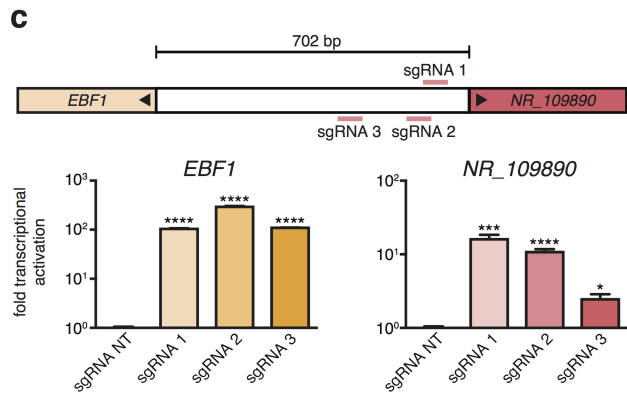 c
702 bp
sgRNA 1
EBF1 ◀ ▶ NR_109890
sgRNA 3 sgRNA 2
EBF1 NR_109890
fold transcriptional
activation
10³
10²
10¹
10⁰
**** **** ****
sgRNA NT sgRNA 1 sgRNA 2 sgRNA 3
10²
10¹
10⁰
*** **** *
sgRNA NT sgRNA 1 sgRNA 2 sgRNA 3